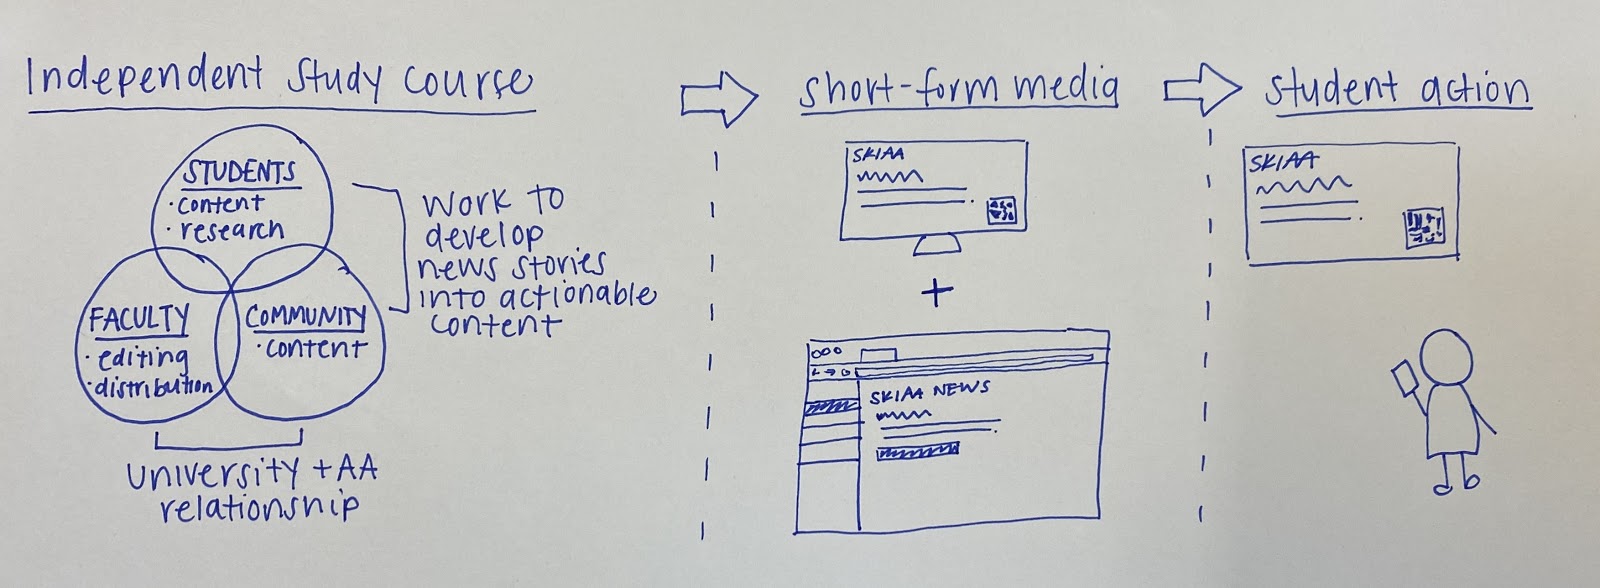 Independent study course
STUDENTS
• content
• research
FACULTY
• editing
• distribution
COMMUNITY
• content
work to
develop
news stories
into actionable
content
university + AA
relationship
short-form media
SKIAA
+
SKIAA NEWS
student action
SKIAA